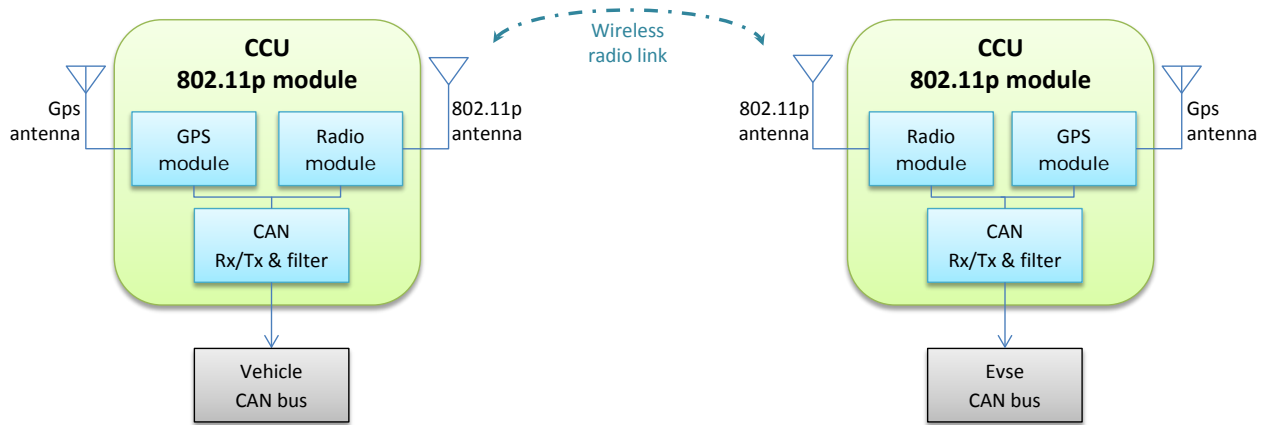 CCU
802.11p module
Gps
antenna
GPS
module
Radio
module
802.11p
antenna
CAN
Rx/Tx & filter
Vehicle
CAN bus
Wireless
radio link
CCU
802.11p module
802.11p
antenna
Radio
module
GPS
module
Gps
antenna
CAN
Rx/Tx & filter
Evse
CAN bus